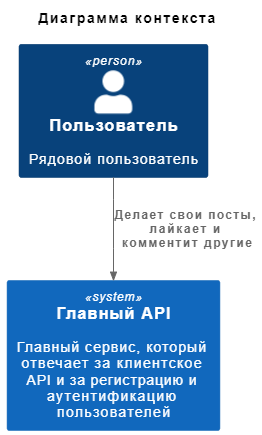 Диаграмма контекста
«person»
Пользователь
Рядовой пользователь
Делает свои посты,
лайкает и
комментит другие
«system»
Главный API
Главный сервис, который
отвечает за клиентское
API и за регистрацию и
аутентификацию
пользователей